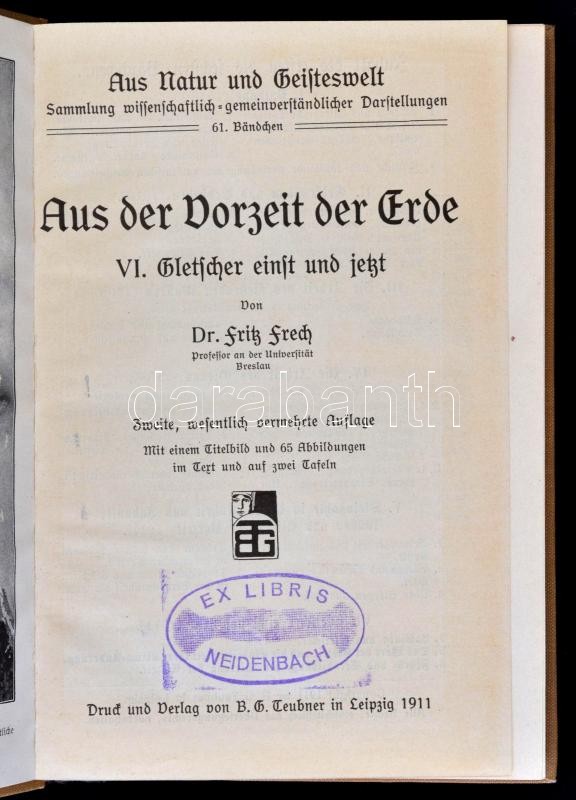 Aus Natur und Geisteswelt
Sammlung wissenschaftlich-gemeinverständlicher Darstellungen
61. Bändchen
Aus der Vorzeit der Erde
VI. Gletscher einst und jetzt
Von
Dr. Fritz Frech
Professor an der Universität
Breslau
darabanth
Zweite, wesentlich vermehrte Auflage
Mit einem Titelbild und 65 Abbildungen
im Text und auf zwei Tafeln
BTG
EX LIBRIS
NEIDENBACH
Druck und Verlag von B. G. Teubner in Leipzig 1911